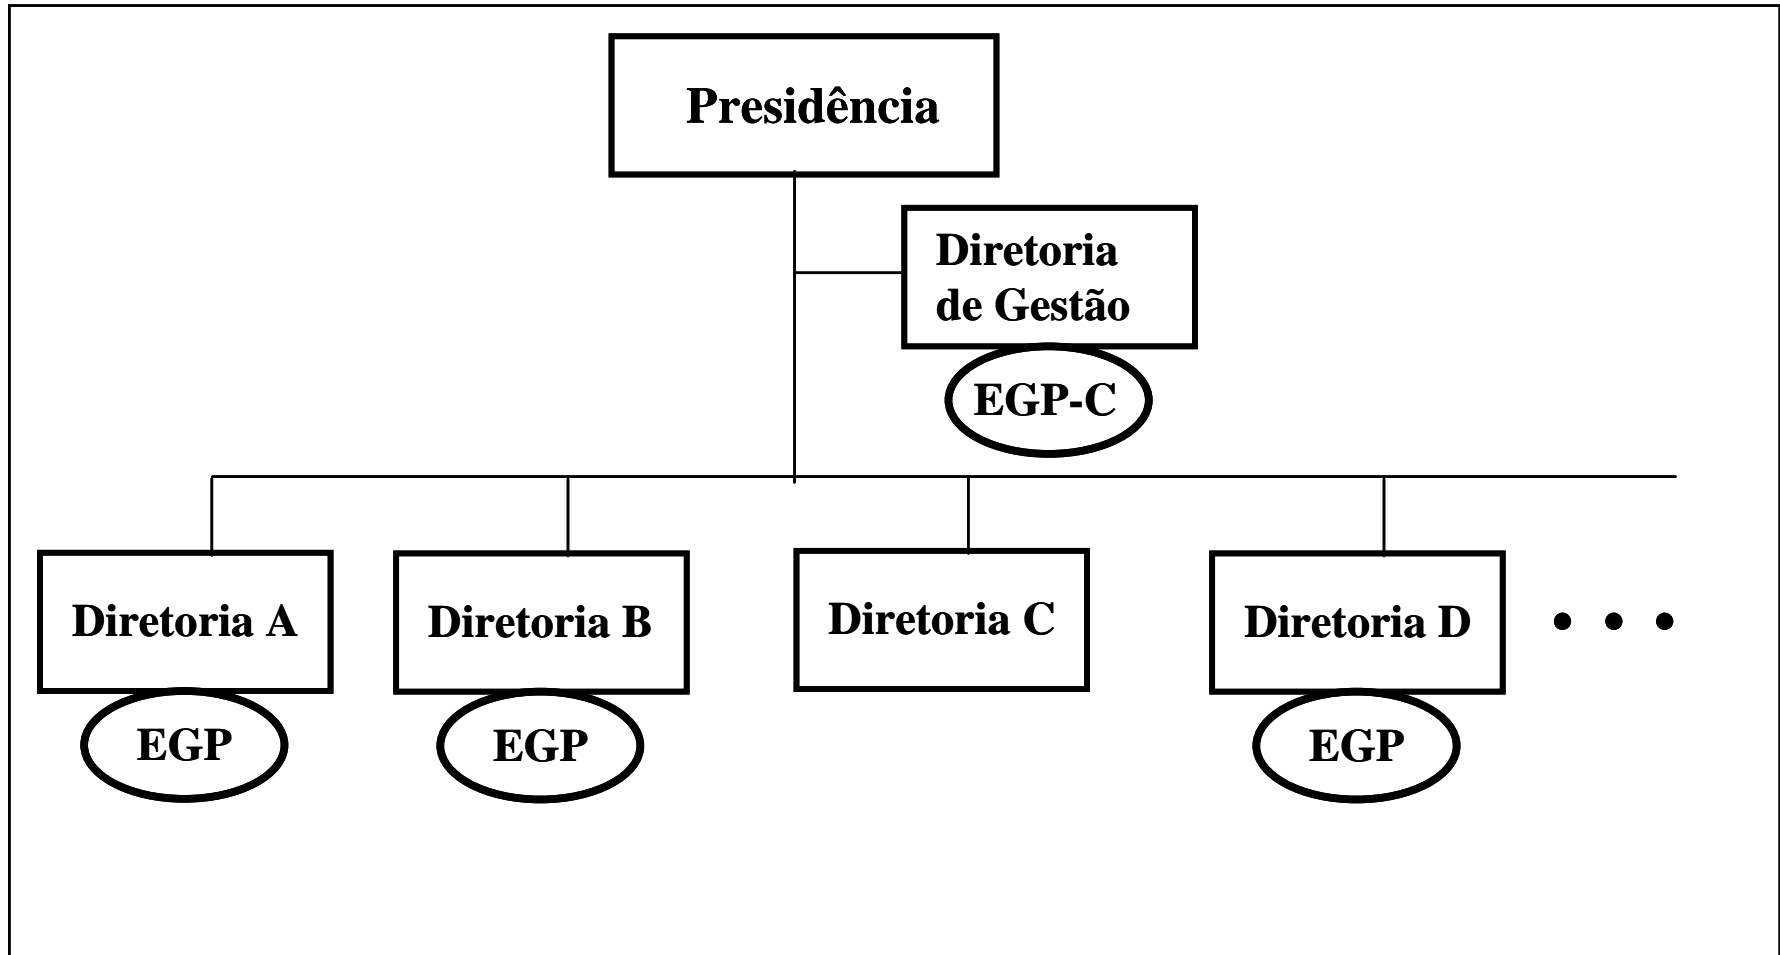 Presidência
Diretoria
de Gestão
EGP-C
Diretoria A
Diretoria B
Diretoria C
Diretoria D
• • •
EGP
EGP
EGP